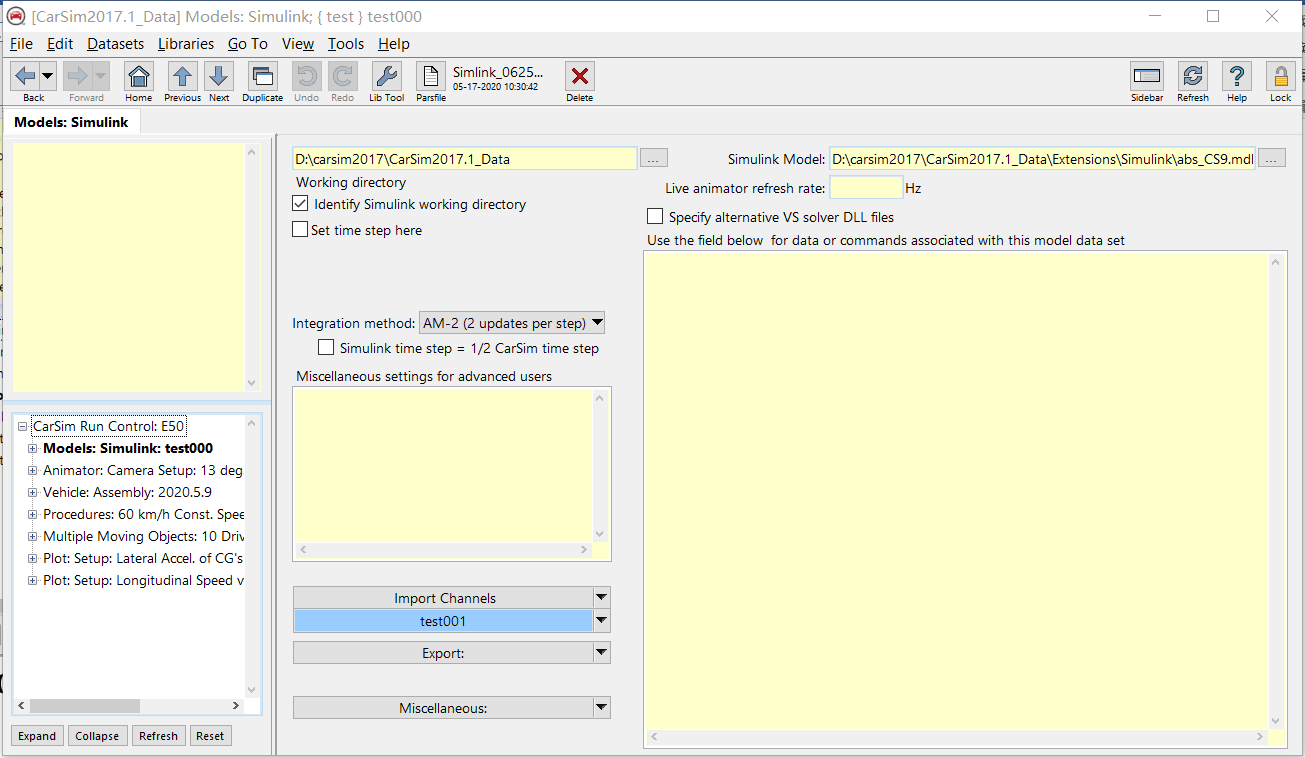 [CarSim2017.1_Data] Models: Simulink; { test } test000
File Edit Datasets Libraries Go To View Tools Help
Simlink_0625...
05-17-2020 10:30:42
Back Forward Home Previous Next Duplicate Undo Redo Lib Tool Parsfile Delete Sidebar Refresh Help Lock
Models: Simulink
D:\carsim2017\CarSim2017.1_Data ...
Working directory
Identify Simulink working directory
Set time step here
Integration method: AM-2 (2 updates per step)
Simulink time step = 1/2 CarSim time step
Miscellaneous settings for advanced users
Import Channels
test001
Export:
Miscellaneous:
Simulink Model: D:\carsim2017\CarSim2017.1_Data\Extensions\Simulink\abs_CS9.mdl ...
Live animator refresh rate: Hz
Specify alternative VS solver DLL files
Use the field below for data or commands associated with this model data set
CarSim Run Control: E50
Models: Simulink: test000
Animator: Camera Setup: 13 deg
Vehicle: Assembly: 2020.5.9
Procedures: 60 km/h Const. Spee
Multiple Moving Objects: 10 Driv
Plot: Setup: Lateral Accel. of CG's
Plot: Setup: Longitudinal Speed v
Expand Collapse Refresh Reset